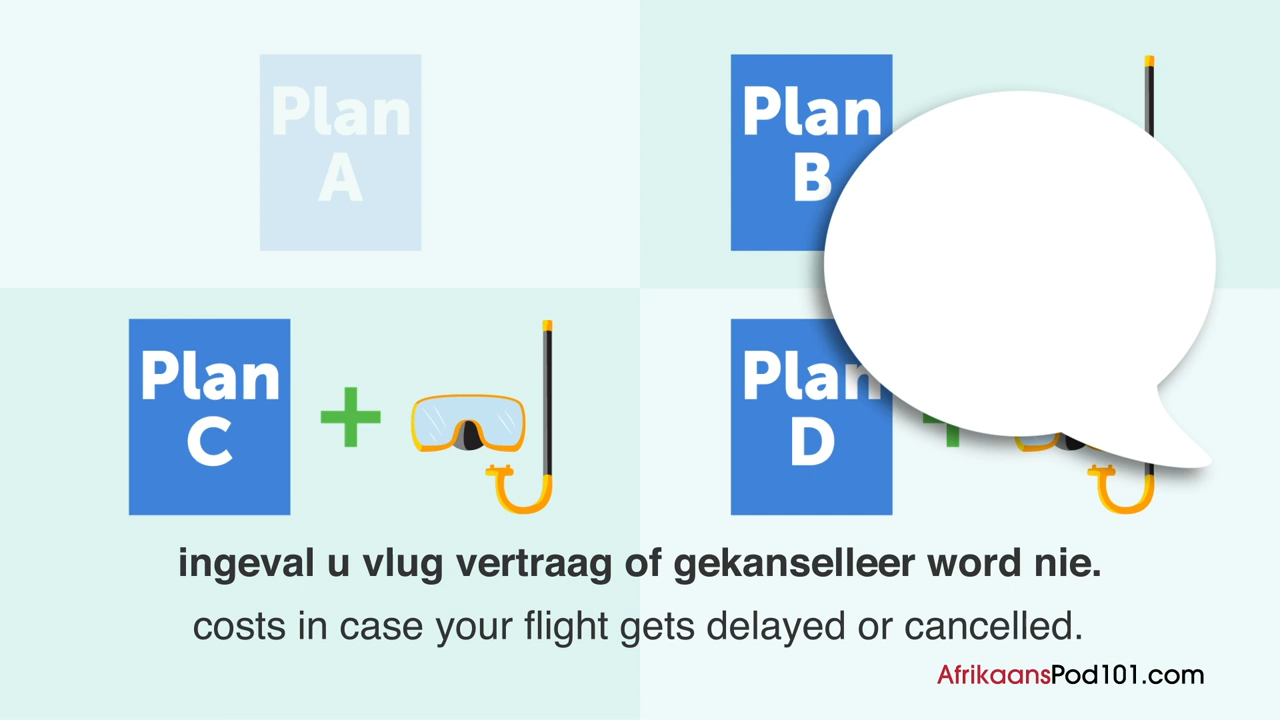 Plan
A
Plan
B
Plan
C
Plan
D
ingeval u vlug vertraag of gekanselleer word nie.
costs in case your flight gets delayed or cancelled.
AfrikaansPod101.com